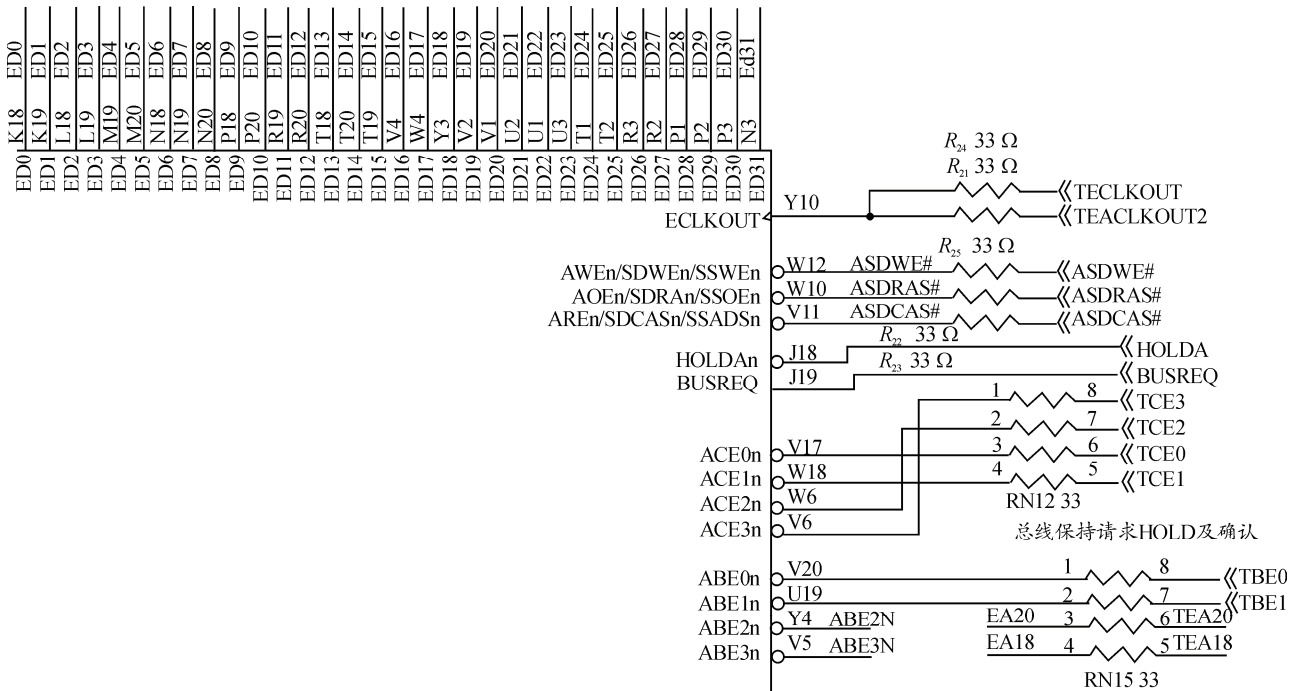 ED0 ED1 ED2 ED3 ED4 ED5 ED6 ED7 ED8 ED9 ED10 ED11 ED12 ED13 ED14 ED15 ED16 ED17 ED18 ED19 ED20 ED21 ED22 ED23 ED24 ED25 ED26 ED27 ED28 ED29 ED30 Ed31
K18 K19 L18 L19 M19 M20 N18 N19 N20 P18 P20 R19 R20 T18 T20 T19 V4 W4 Y3 V2 V1 U2 U1 U3 T1 T2 R3 R2 P1 P2 P3 N3
ED0 ED1 ED2 ED3 ED4 ED5 ED6 ED7 ED8 ED9 ED10 ED11 ED12 ED13 ED14 ED15 ED16 ED17 ED18 ED19 ED20 ED21 ED22 ED23 ED24 ED25 ED26 ED27 ED28 ED29 ED30 ED31
R24 33 Ω
R21 33 Ω
TECLKOUT
ECLKOUT Y10 TEACLKOUT2
R25 33 Ω
AWEn/SDWEn/SSWEn W12 ASDWE# ASDWE#
AOEn/SDRAn/SSOEn W10 ASDRAS# ASDRAS#
AREn/SDCASn/SSADSn V11 ASDCAS# ASDCAS#
R22 33 Ω
HOLDAn J18 HOLDA
R23 33 Ω
BUSREQ J19 BUSREQ
1 8 TCE3
2 7 TCE2
ACE0n V17 3 6 TCE0
ACE1n W18 4 5 TCE1
ACE2n W6 RN12 33
ACE3n V6 总线保持请求HOLD及确认
ABE0n V20 1 8 TBE0
ABE1n U19 2 7 TBE1
ABE2n Y4 ABE2N EA20 3 6 TEA20
ABE3n V5 ABE3N EA18 4 5 TEA18
RN15 33